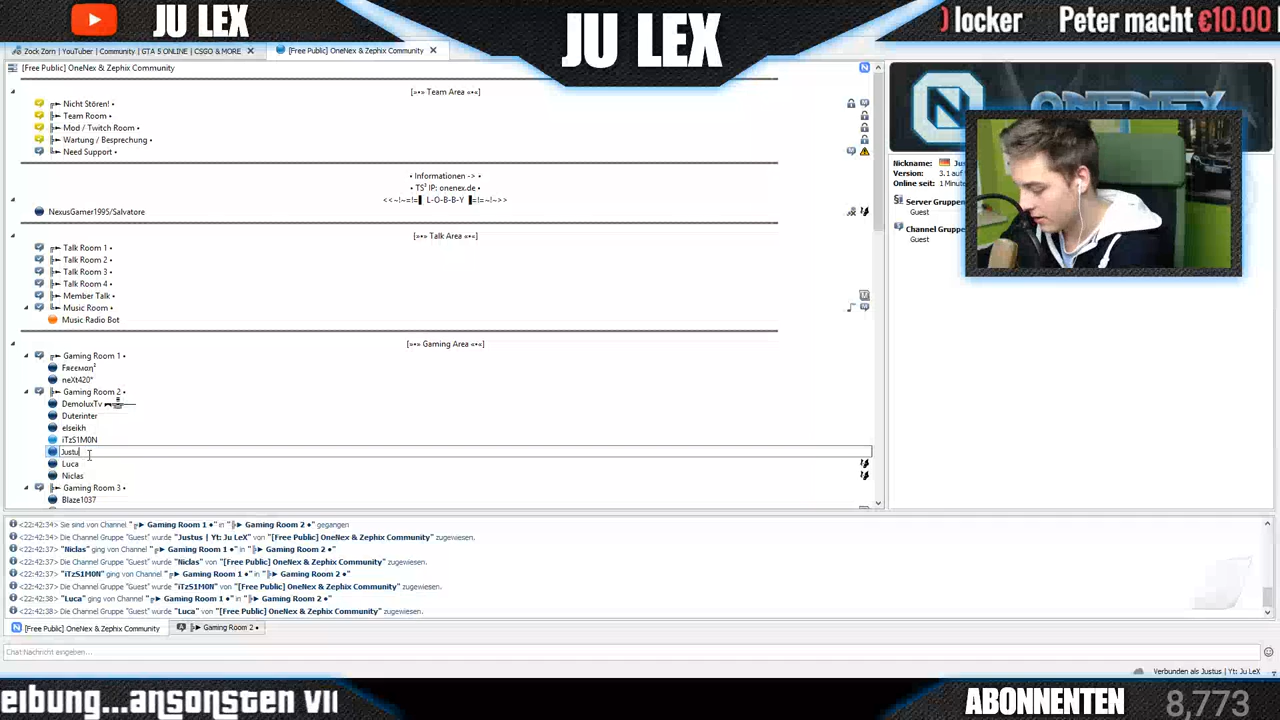 JU LEX
JU LEX
locker Peter macht €10.00
Zock Zorn | YouTuber | Community | GTA 5 ONLINE | CSGO & MORE
[Free Public] OneNex & Zephix Community
[Free Public] OneNex & Zephix Community
[»•» Team Area «•«]
Nicht Stören! •
Team Room •
Mod / Twitch Room •
Wartung / Besprechung •
Need Support •
• Informationen -> •
• TS³ IP: onenex.de •
<<~!~=!=▌ L-O-B-B-Y ▐=!=~!~>>
NexusGamer1995/Salvatore
[»•» Talk Area «•«]
Talk Room 1 •
Talk Room 2 •
Talk Room 3 •
Talk Room 4 •
Member Talk •
Music Room •
Music Radio Bot
[»•» Gaming Area «•«]
Gaming Room 1 •
neXt420°
Gaming Room 2 •
DemoluxTv
Duterinter
elseikh
iTzS1M0N
Justu
Luca
Niclas
Gaming Room 3 •
Blaze1037
ONENEX
Nickname: Jus
Version: 3.1 auf
Online seit: 1 Minute
Server Gruppen
Guest
Channel Gruppe
Guest
<22:42:34> Sie sind von Channel "╔► Gaming Room 1 •" in "╠► Gaming Room 2 •" gegangen
<22:42:34> Die Channel Gruppe "Guest" wurde "Justus | Yt: Ju LeX" von "[Free Public] OneNex & Zephix Community" zugewiesen.
<22:42:37> "Niclas" ging von Channel "╔► Gaming Room 1 •" in "╠► Gaming Room 2 •"
<22:42:37> Die Channel Gruppe "Guest" wurde "Niclas" von "[Free Public] OneNex & Zephix Community" zugewiesen.
<22:42:37> "iTzS1M0N" ging von Channel "╔► Gaming Room 1 •" in "╠► Gaming Room 2 •"
<22:42:37> Die Channel Gruppe "Guest" wurde "iTzS1M0N" von "[Free Public] OneNex & Zephix Community" zugewiesen.
<22:42:38> "Luca" ging von Channel "╔► Gaming Room 1 •" in "╠► Gaming Room 2 •"
<22:42:38> Die Channel Gruppe "Guest" wurde "Luca" von "[Free Public] OneNex & Zephix Community" zugewiesen.
[Free Public] OneNex & Zephix Community
╠► Gaming Room 2 •
Chat Nachricht eingeben...
Verbunden als Justus | Yt: Ju LeX
eibung...ansonsten VII
ABONNENTEN 8,773